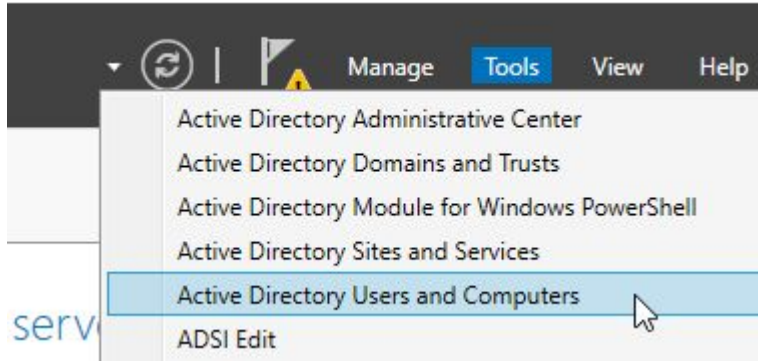 Manage Tools View Help
Active Directory Administrative Center
Active Directory Domains and Trusts
Active Directory Module for Windows PowerShell
Active Directory Sites and Services
Active Directory Users and Computers
serv
ADSI Edit